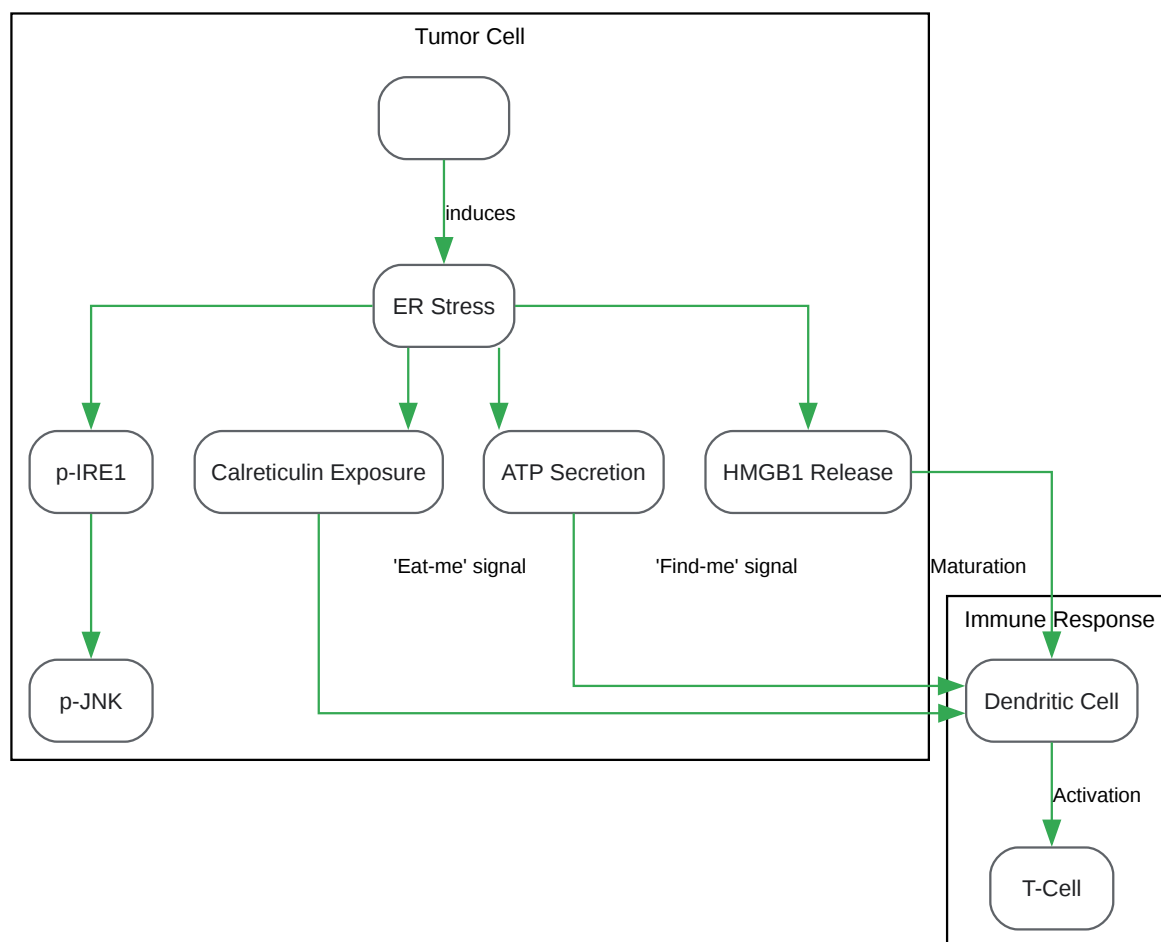 Tumor Cell
induces
ER Stress
p-IRE1
Calreticulin Exposure
ATP Secretion
HMGB1 Release
'Eat-me' signal
'Find-me' signal
Maturation
Immune Response
p-JNK
Dendritic Cell
Activation
T-Cell